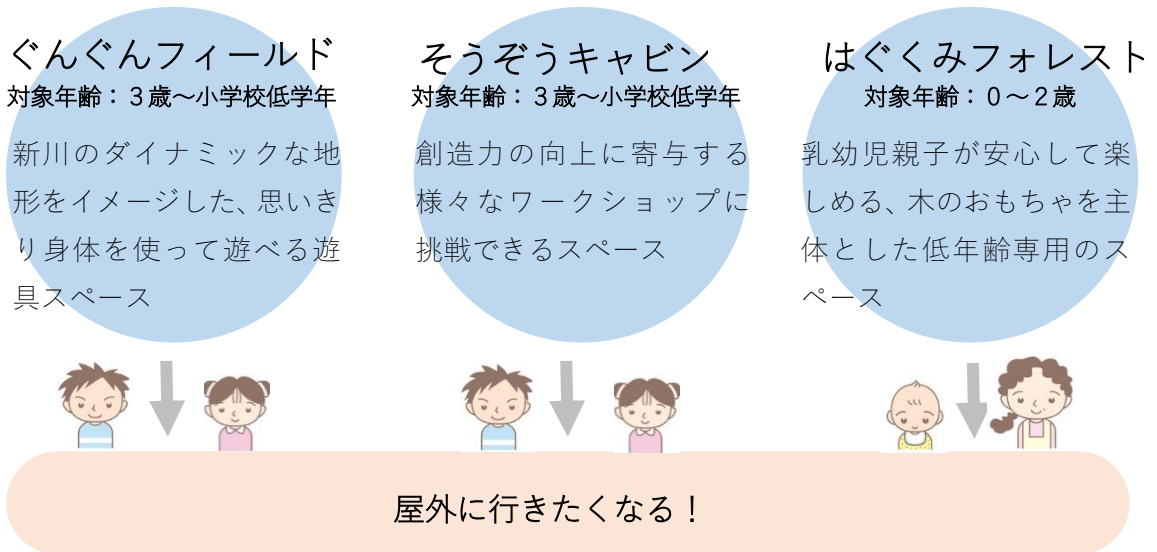 ぐんぐんフィールド
対象年齢：３歳～小学校低学年
新川のダイナミックな地
形をイメージした、思いき
り身体を使って遊べる遊
具スペース
そうぞうキャビン
対象年齢：３歳～小学校低学年
創造力の向上に寄与する
様々なワークショップに
挑戦できるスペース
はぐくみフォレスト
対象年齢：０～２歳
乳幼児親子が安心して楽
しめる、木のおもちゃを主
体とした低年齢専用のス
ペース
屋外に行きたくなる！